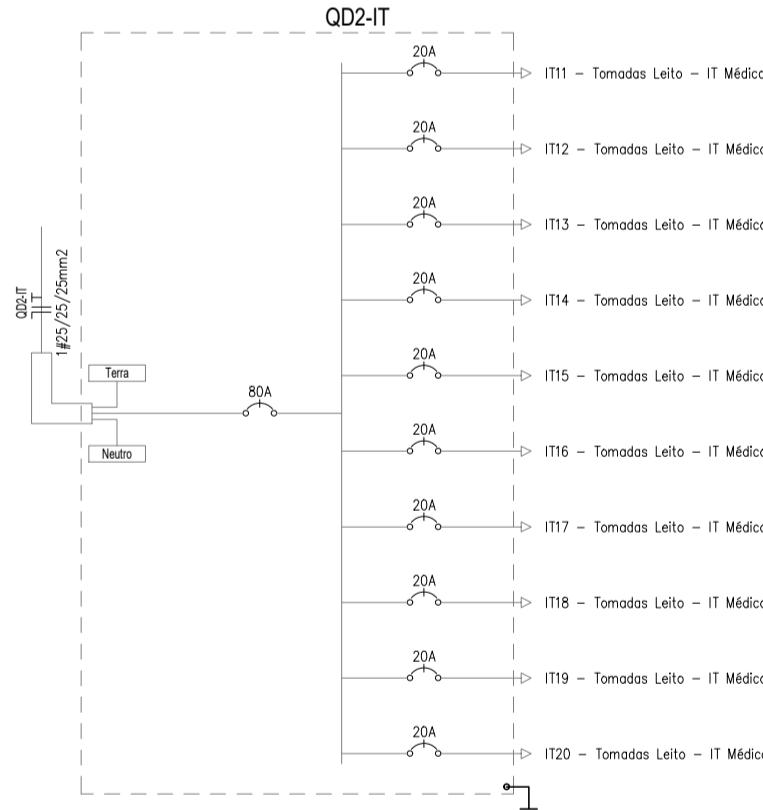 QD2-IT
20A
IT11 – Tomadas Leito – IT Médico
20A
IT12 – Tomadas Leito – IT Médico
20A
IT13 – Tomadas Leito – IT Médico
20A
IT14 – Tomadas Leito – IT Médico
20A
IT15 – Tomadas Leito – IT Médico
20A
IT16 – Tomadas Leito – IT Médico
20A
IT17 – Tomadas Leito – IT Médico
20A
IT18 – Tomadas Leito – IT Médico
20A
IT19 – Tomadas Leito – IT Médico
20A
IT20 – Tomadas Leito – IT Médico
QD2-IT
1#25/25/25mm2
Terra
80A
Neutro